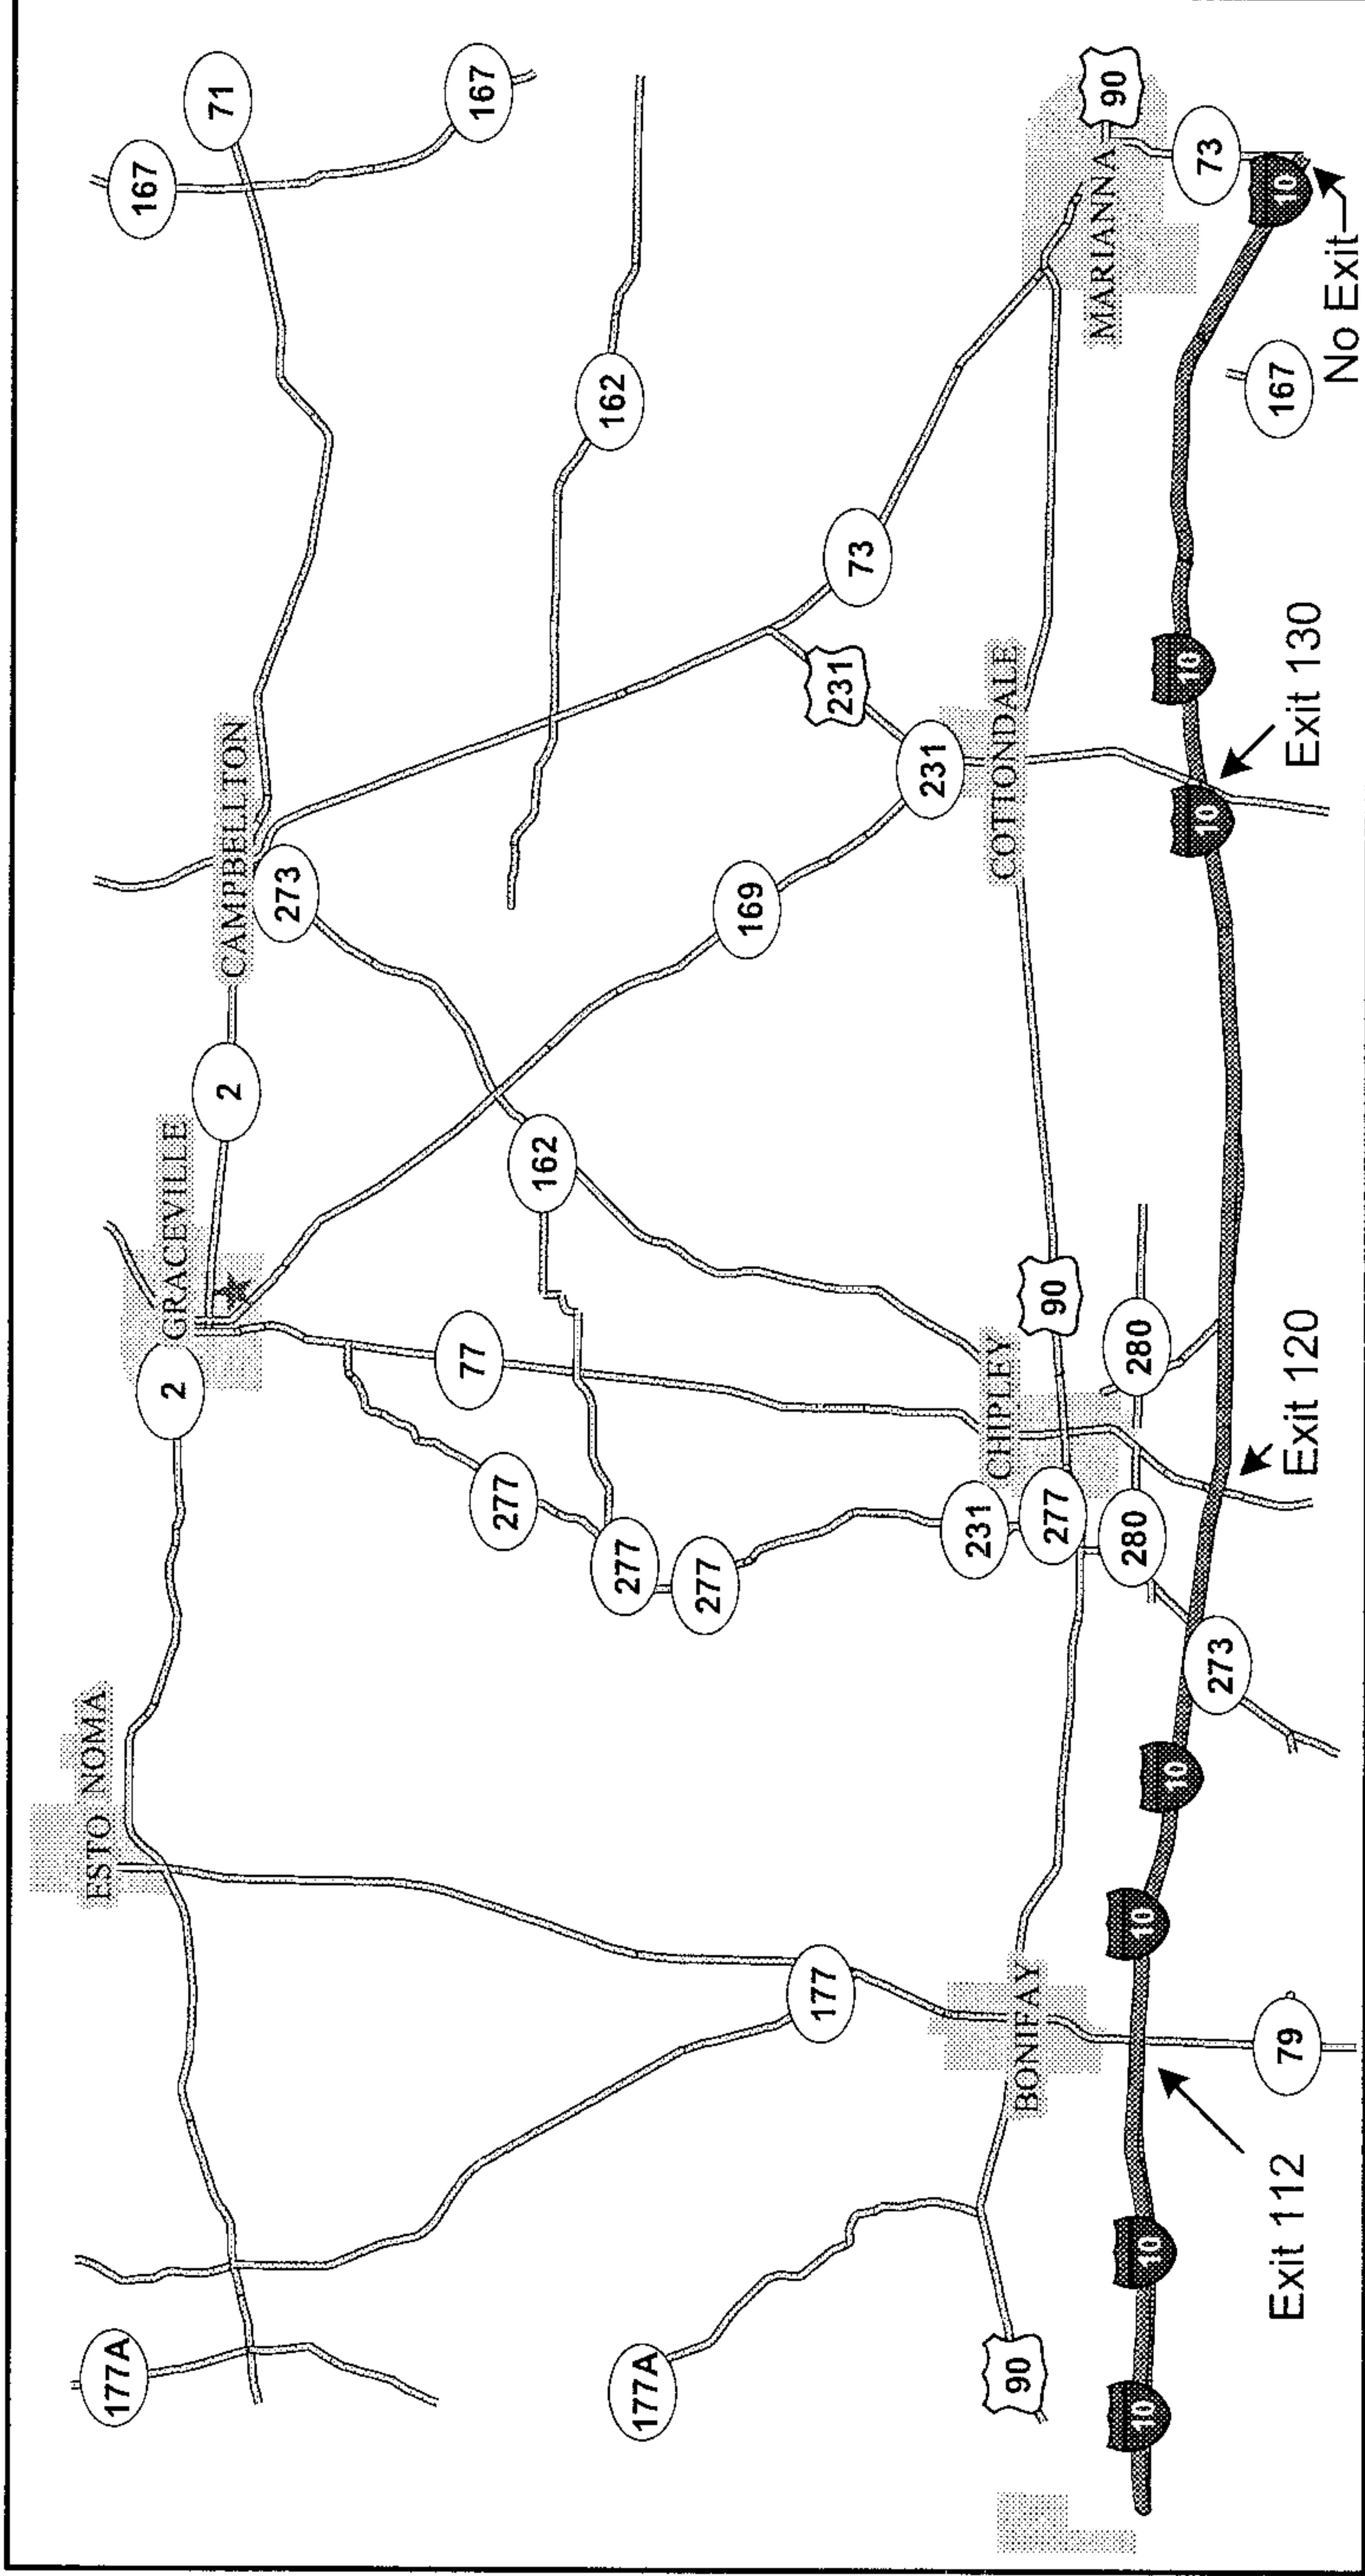 177A
ESTO NOMA
167
2
GRACEVILLE
71
2
CAMPBELLTON
273
77
167
277
162
162
277
177A
277
169
177
231
73
231
231
CHIPLEY
COTTONDALE
90
BONIFAY
277
90
MARIANNA
90
280
280
10
10
10
10
10
10
73
273
10
79
167
Exit 112
Exit 120
Exit 130
No Exit